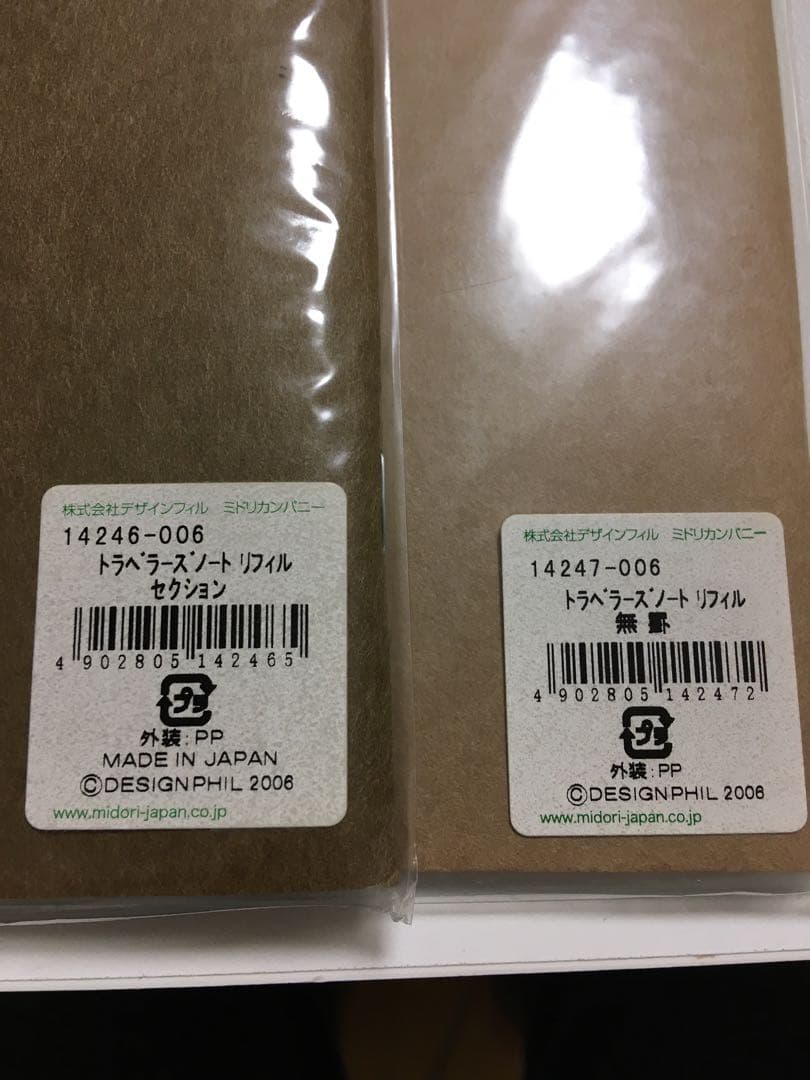 株式会社デザインフィル ミドリカンパニー
14246-006
トラベラーズノート リフィル
セクション
4 902805 142465
プラ
外装:PP
MADE IN JAPAN
©DESIGNPHIL 2006
www.midori-japan.co.jp
株式会社デザインフィル ミドリカンパニー
14247-006
トラベラーズノート リフィル
無 罫
4 902805 142472
プラ
外装:PP
©DESIGNPHIL 2006
www.midori-japan.co.jp